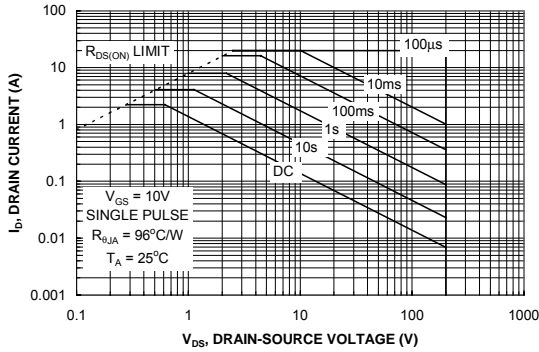 100
10
1
0.1
0.01
0.001
I_D, DRAIN CURRENT (A)
R_DS(ON) LIMIT
100μs
10ms
100ms
1s
10s
DC
V_GS = 10V
SINGLE PULSE
R_θJA = 96°C/W
T_A = 25°C
0.1
1
10
100
1000
V_DS, DRAIN-SOURCE VOLTAGE (V)